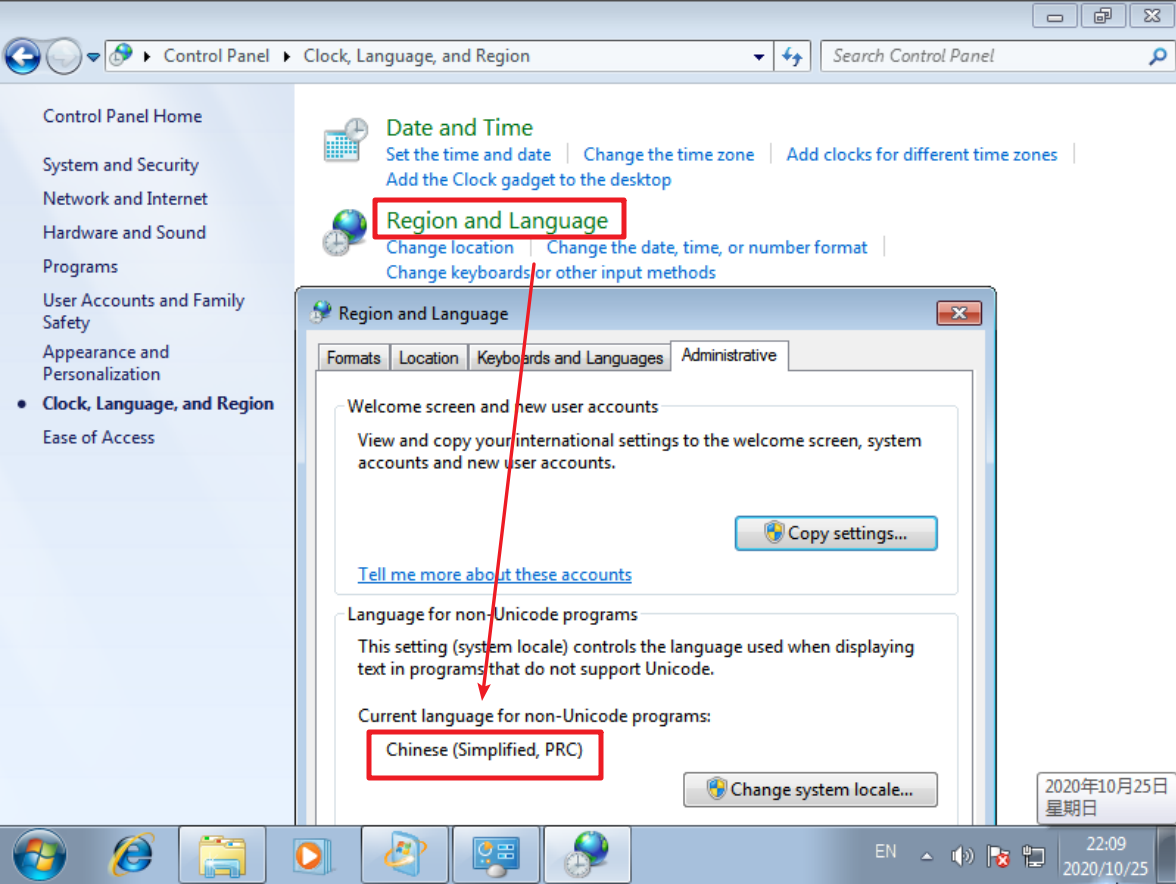 Control Panel Clock, Language, and Region
Search Control Panel
Control Panel Home
System and Security
Network and Internet
Hardware and Sound
Programs
User Accounts and Family
Safety
Appearance and
Personalization
Clock, Language, and Region
Ease of Access
Date and Time
Set the time and date Change the time zone Add clocks for different time zones
Add the Clock gadget to the desktop
Region and Language
Change location Change the date, time, or number format
Change keyboards or other input methods
Region and Language
Formats Location Keyboards and Languages Administrative
Welcome screen and new user accounts
View and copy your international settings to the welcome screen, system
accounts and new user accounts.
Copy settings...
Tell me more about these accounts
Language for non-Unicode programs
This setting (system locale) controls the language used when displaying
text in programs that do not support Unicode.
Current language for non-Unicode programs:
Chinese (Simplified, PRC)
Change system locale...
2020年10月25日
星期日
EN
22:09
2020/10/25